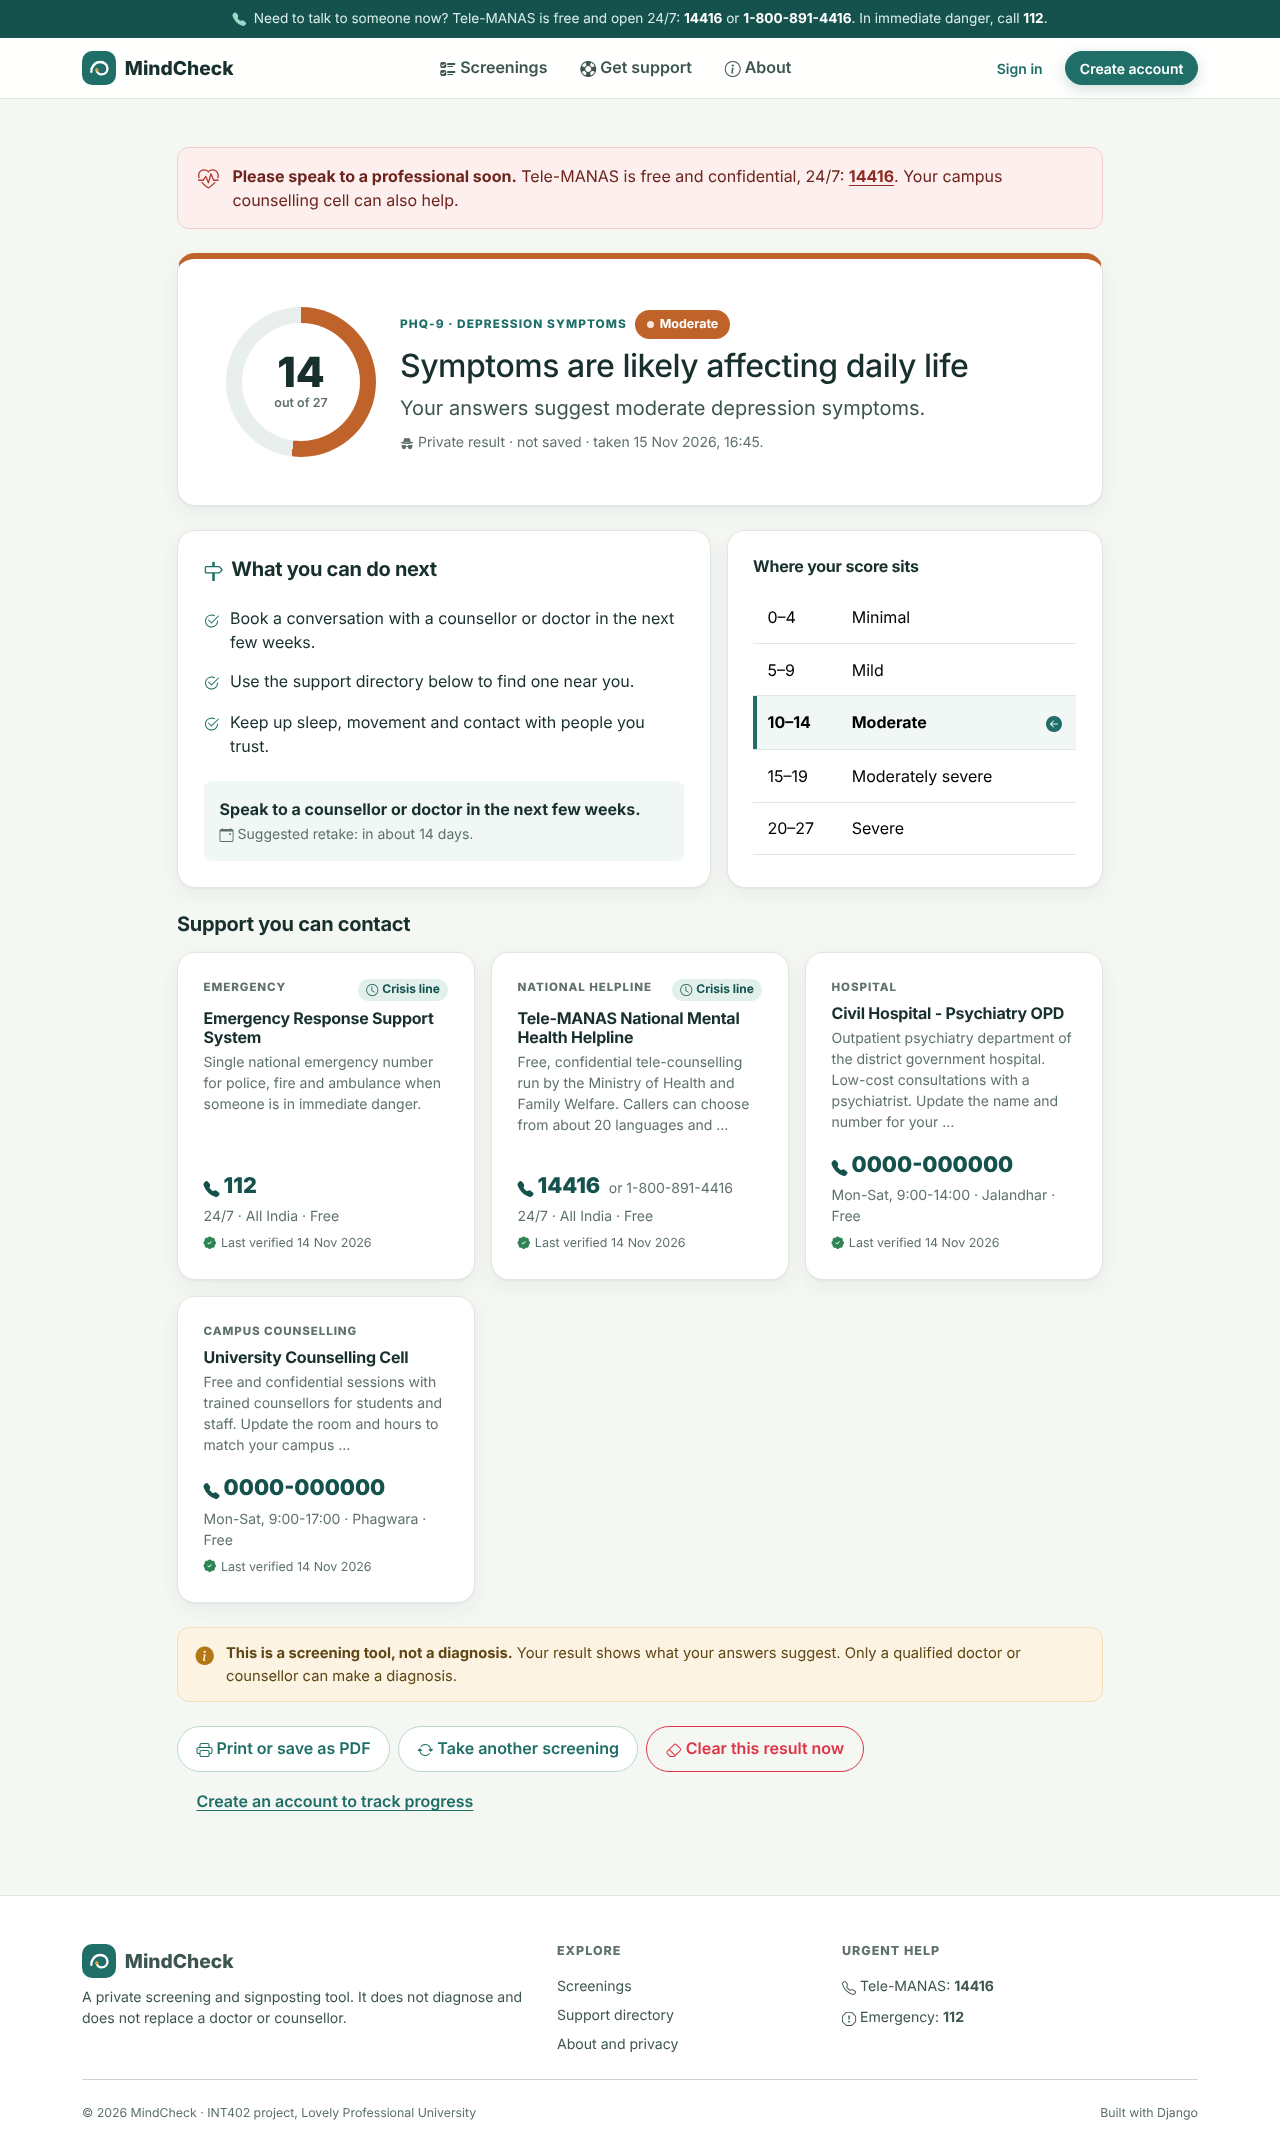 Need to talk to someone now? Tele-MANAS is free and open 24/7: 14416 or 1-800-891-4416. In immediate danger, call 112.
MindCheck
Screenings
Get support
About
Sign in
Create account
Please speak to a professional soon. Tele-MANAS is free and confidential, 24/7: 14416. Your campus
counselling cell can also help.
14
out of 27
PHQ-9 · DEPRESSION SYMPTOMS
Moderate
Symptoms are likely affecting daily life
Your answers suggest moderate depression symptoms.
Private result · not saved · taken 15 Nov 2026, 16:45.
What you can do next
Book a conversation with a counsellor or doctor in the next
few weeks.
Use the support directory below to find one near you.
Keep up sleep, movement and contact with people you
trust.
Speak to a counsellor or doctor in the next few weeks.
Suggested retake: in about 14 days.
Where your score sits
0–4 Minimal
5–9 Mild
10–14 Moderate
15–19 Moderately severe
20–27 Severe
Support you can contact
EMERGENCY
Crisis line
Emergency Response Support
System
Single national emergency number
for police, fire and ambulance when
someone is in immediate danger.
112
24/7 · All India · Free
Last verified 14 Nov 2026
NATIONAL HELPLINE
Crisis line
Tele-MANAS National Mental
Health Helpline
Free, confidential tele-counselling
run by the Ministry of Health and
Family Welfare. Callers can choose
from about 20 languages and …
14416 or 1-800-891-4416
24/7 · All India · Free
Last verified 14 Nov 2026
HOSPITAL
Civil Hospital - Psychiatry OPD
Outpatient psychiatry department of
the district government hospital.
Low-cost consultations with a
psychiatrist. Update the name and
number for your …
0000-000000
Mon-Sat, 9:00-14:00 · Jalandhar ·
Free
Last verified 14 Nov 2026
CAMPUS COUNSELLING
University Counselling Cell
Free and confidential sessions with
trained counsellors for students and
staff. Update the room and hours to
match your campus …
0000-000000
Mon-Sat, 9:00-17:00 · Phagwara ·
Free
Last verified 14 Nov 2026
This is a screening tool, not a diagnosis. Your result shows what your answers suggest. Only a qualified doctor or
counsellor can make a diagnosis.
Print or save as PDF
Take another screening
Clear this result now
Create an account to track progress
MindCheck
A private screening and signposting tool. It does not diagnose and
does not replace a doctor or counsellor.
EXPLORE
Screenings
Support directory
About and privacy
URGENT HELP
Tele-MANAS: 14416
Emergency: 112
© 2026 MindCheck · INT402 project, Lovely Professional University
Built with Django